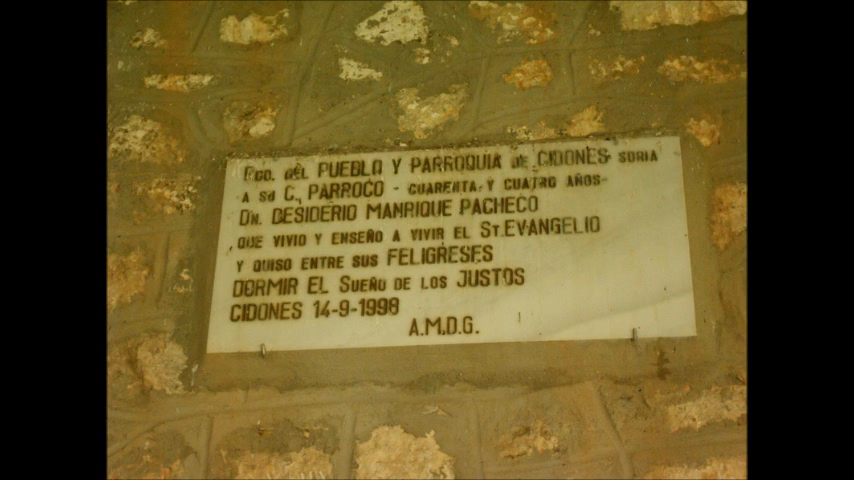 RDO. DEL PUEBLO Y PARROQUIA DE CIDONES SORIA
A SU C. PARROCO - CUARENTA Y CUATRO AÑOS-
DN. DESIDERIO MANRIQUE PACHECO
QUE VIVIO Y ENSEÑO A VIVIR EL ST. EVANGELIO
Y QUISO ENTRE SUS FELIGRESES
DORMIR EL SUEÑO DE LOS JUSTOS
CIDONES 14-9-1998
A.M.D.G.